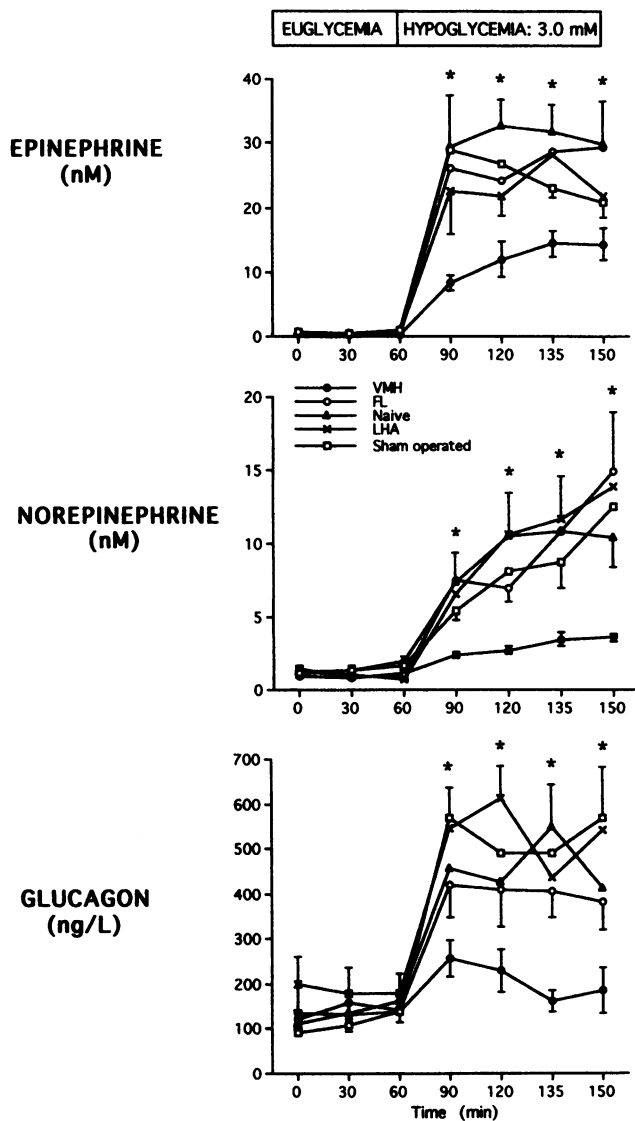 EUGLYCEMIA HYPOGLYCEMIA: 3.0 mM
* * * *
EPINEPHRINE
(nM)
40
30
20
10
0
0 30 60 90 120 135 150
VMH
FL
Naive
LHA
Sham operated
* * * *
NOREPINEPHRINE
(nM)
20
15
10
5
0
0 30 60 90 120 135 150
* * * *
GLUCAGON
(ng/L)
700
600
500
400
300
200
100
0
0 30 60 90 120 135 150
Time (min)